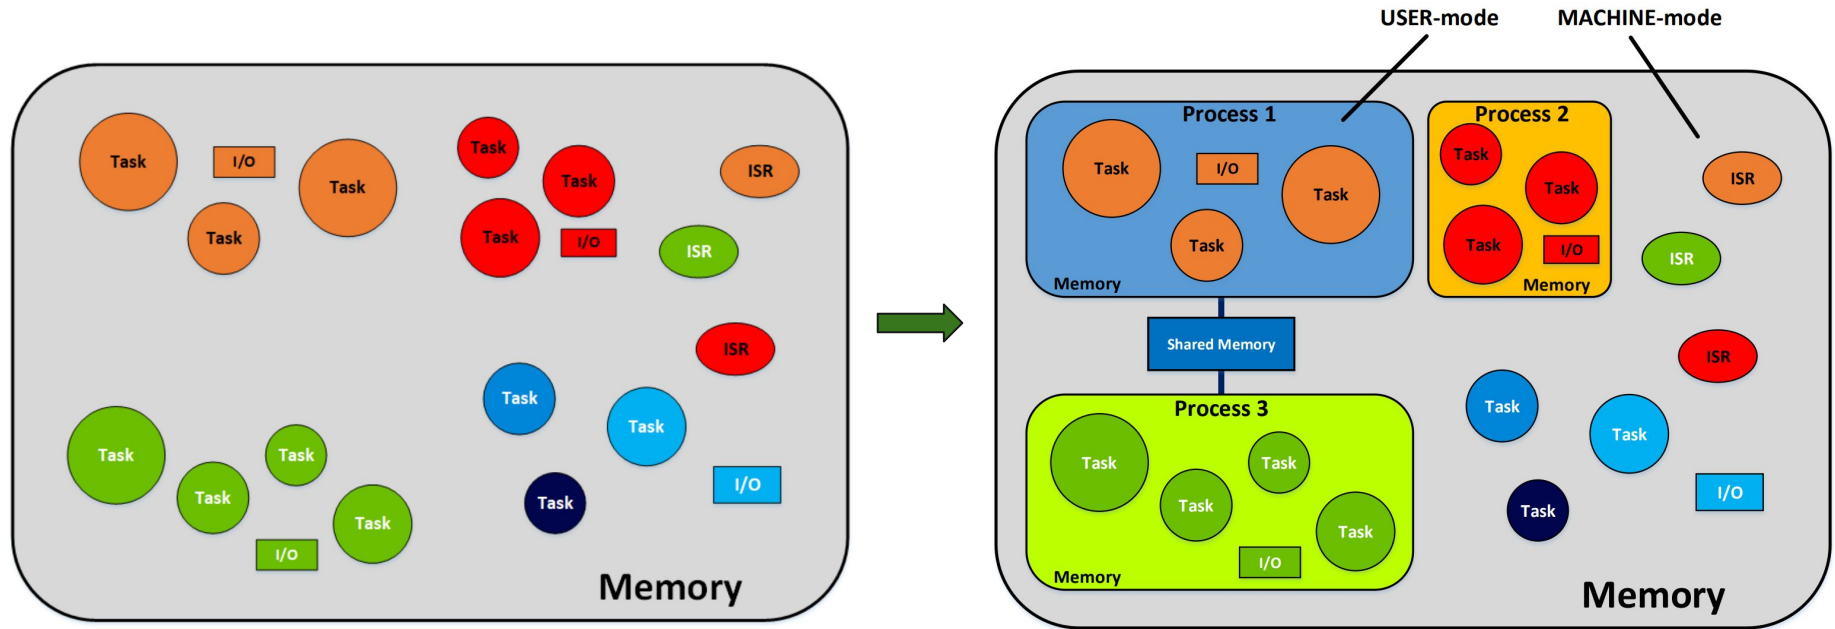 USER-mode
MACHINE-mode
Task
I/O
Task
Task
Task
Task
Task
I/O
ISR
ISR
ISR
Task
Task
Task
Task
Task
Task
Task
I/O
Task
I/O
Memory
Process 1
Task
I/O
Task
Task
Memory
Process 2
Task
Task
Task
I/O
Memory
ISR
ISR
Shared Memory
ISR
Process 3
Task
Task
Task
Task
I/O
Memory
Task
Task
I/O
Task
Memory